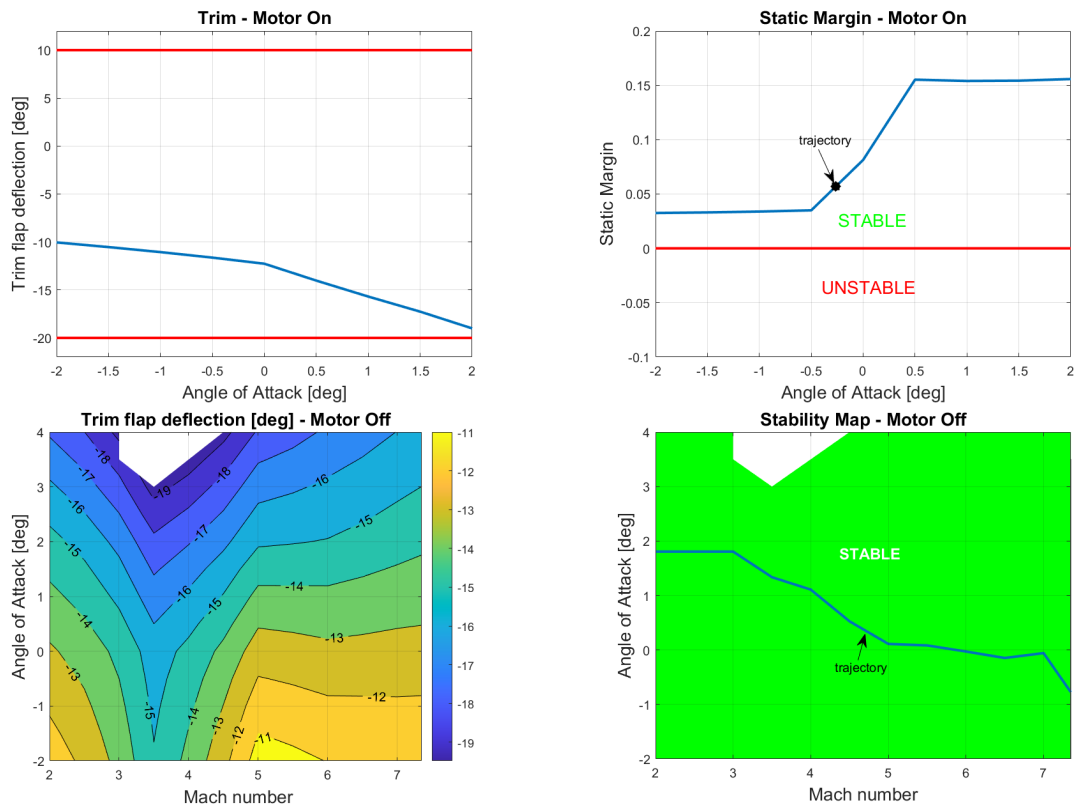 Trim - Motor On
10
5
0
-5
-10
-15
-20
Trim flap deflection [deg]
-2 -1.5 -1 -0.5 0 0.5 1 1.5 2
Angle of Attack [deg]
Static Margin - Motor On
0.2
0.15
0.1
0.05
0
-0.05
-0.1
Static Margin
trajectory
STABLE
UNSTABLE
-2 -1.5 -1 -0.5 0 0.5 1 1.5 2
Angle of Attack [deg]
Trim flap deflection [deg] - Motor Off
4
3
2
1
0
-1
-2
Angle of Attack [deg]
-18
-17
-16
-15
-14
-13
-19
-18
-17
-16
-15
-14
-13
-12
-11
-15
-16
-15
-14
-13
-12
2 3 4 5 6 7
Mach number
-11
-12
-13
-14
-15
-16
-17
-18
-19
Stability Map - Motor Off
4
3
2
1
0
-1
-2
Angle of Attack [deg]
STABLE
trajectory
2 3 4 5 6 7
Mach number